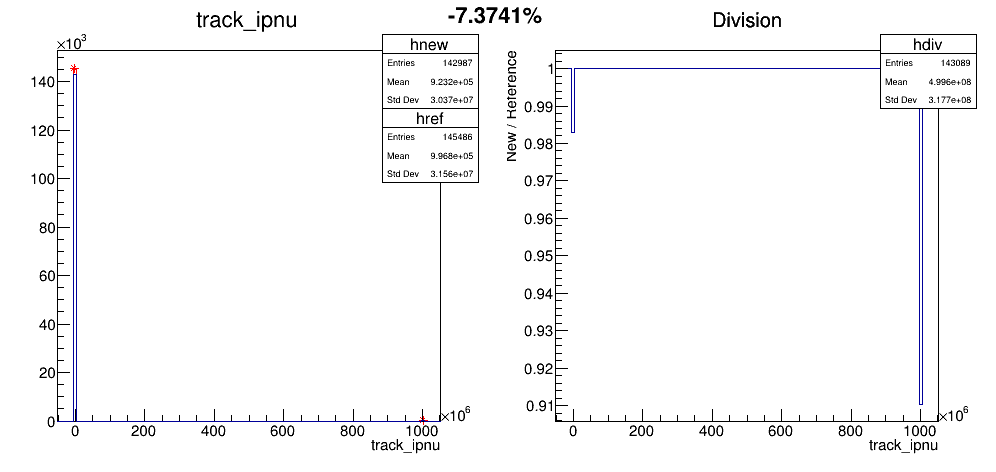 -7.3741%
track_ipnu
×10³
hnew
Entries 142987
Mean 9.232e+05
Std Dev 3.037e+07
href
Entries 145486
Mean 9.968e+05
Std Dev 3.156e+07
140
120
100
80
60
40
20
0
0 200 400 600 800 1000 ×10⁶
track_ipnu
Division
hdiv
Entries 143089
Mean 4.996e+08
Std Dev 3.177e+08
New / Reference
1
0.99
0.98
0.97
0.96
0.95
0.94
0.93
0.92
0.91
0 200 400 600 800 1000 ×10⁶
track_ipnu